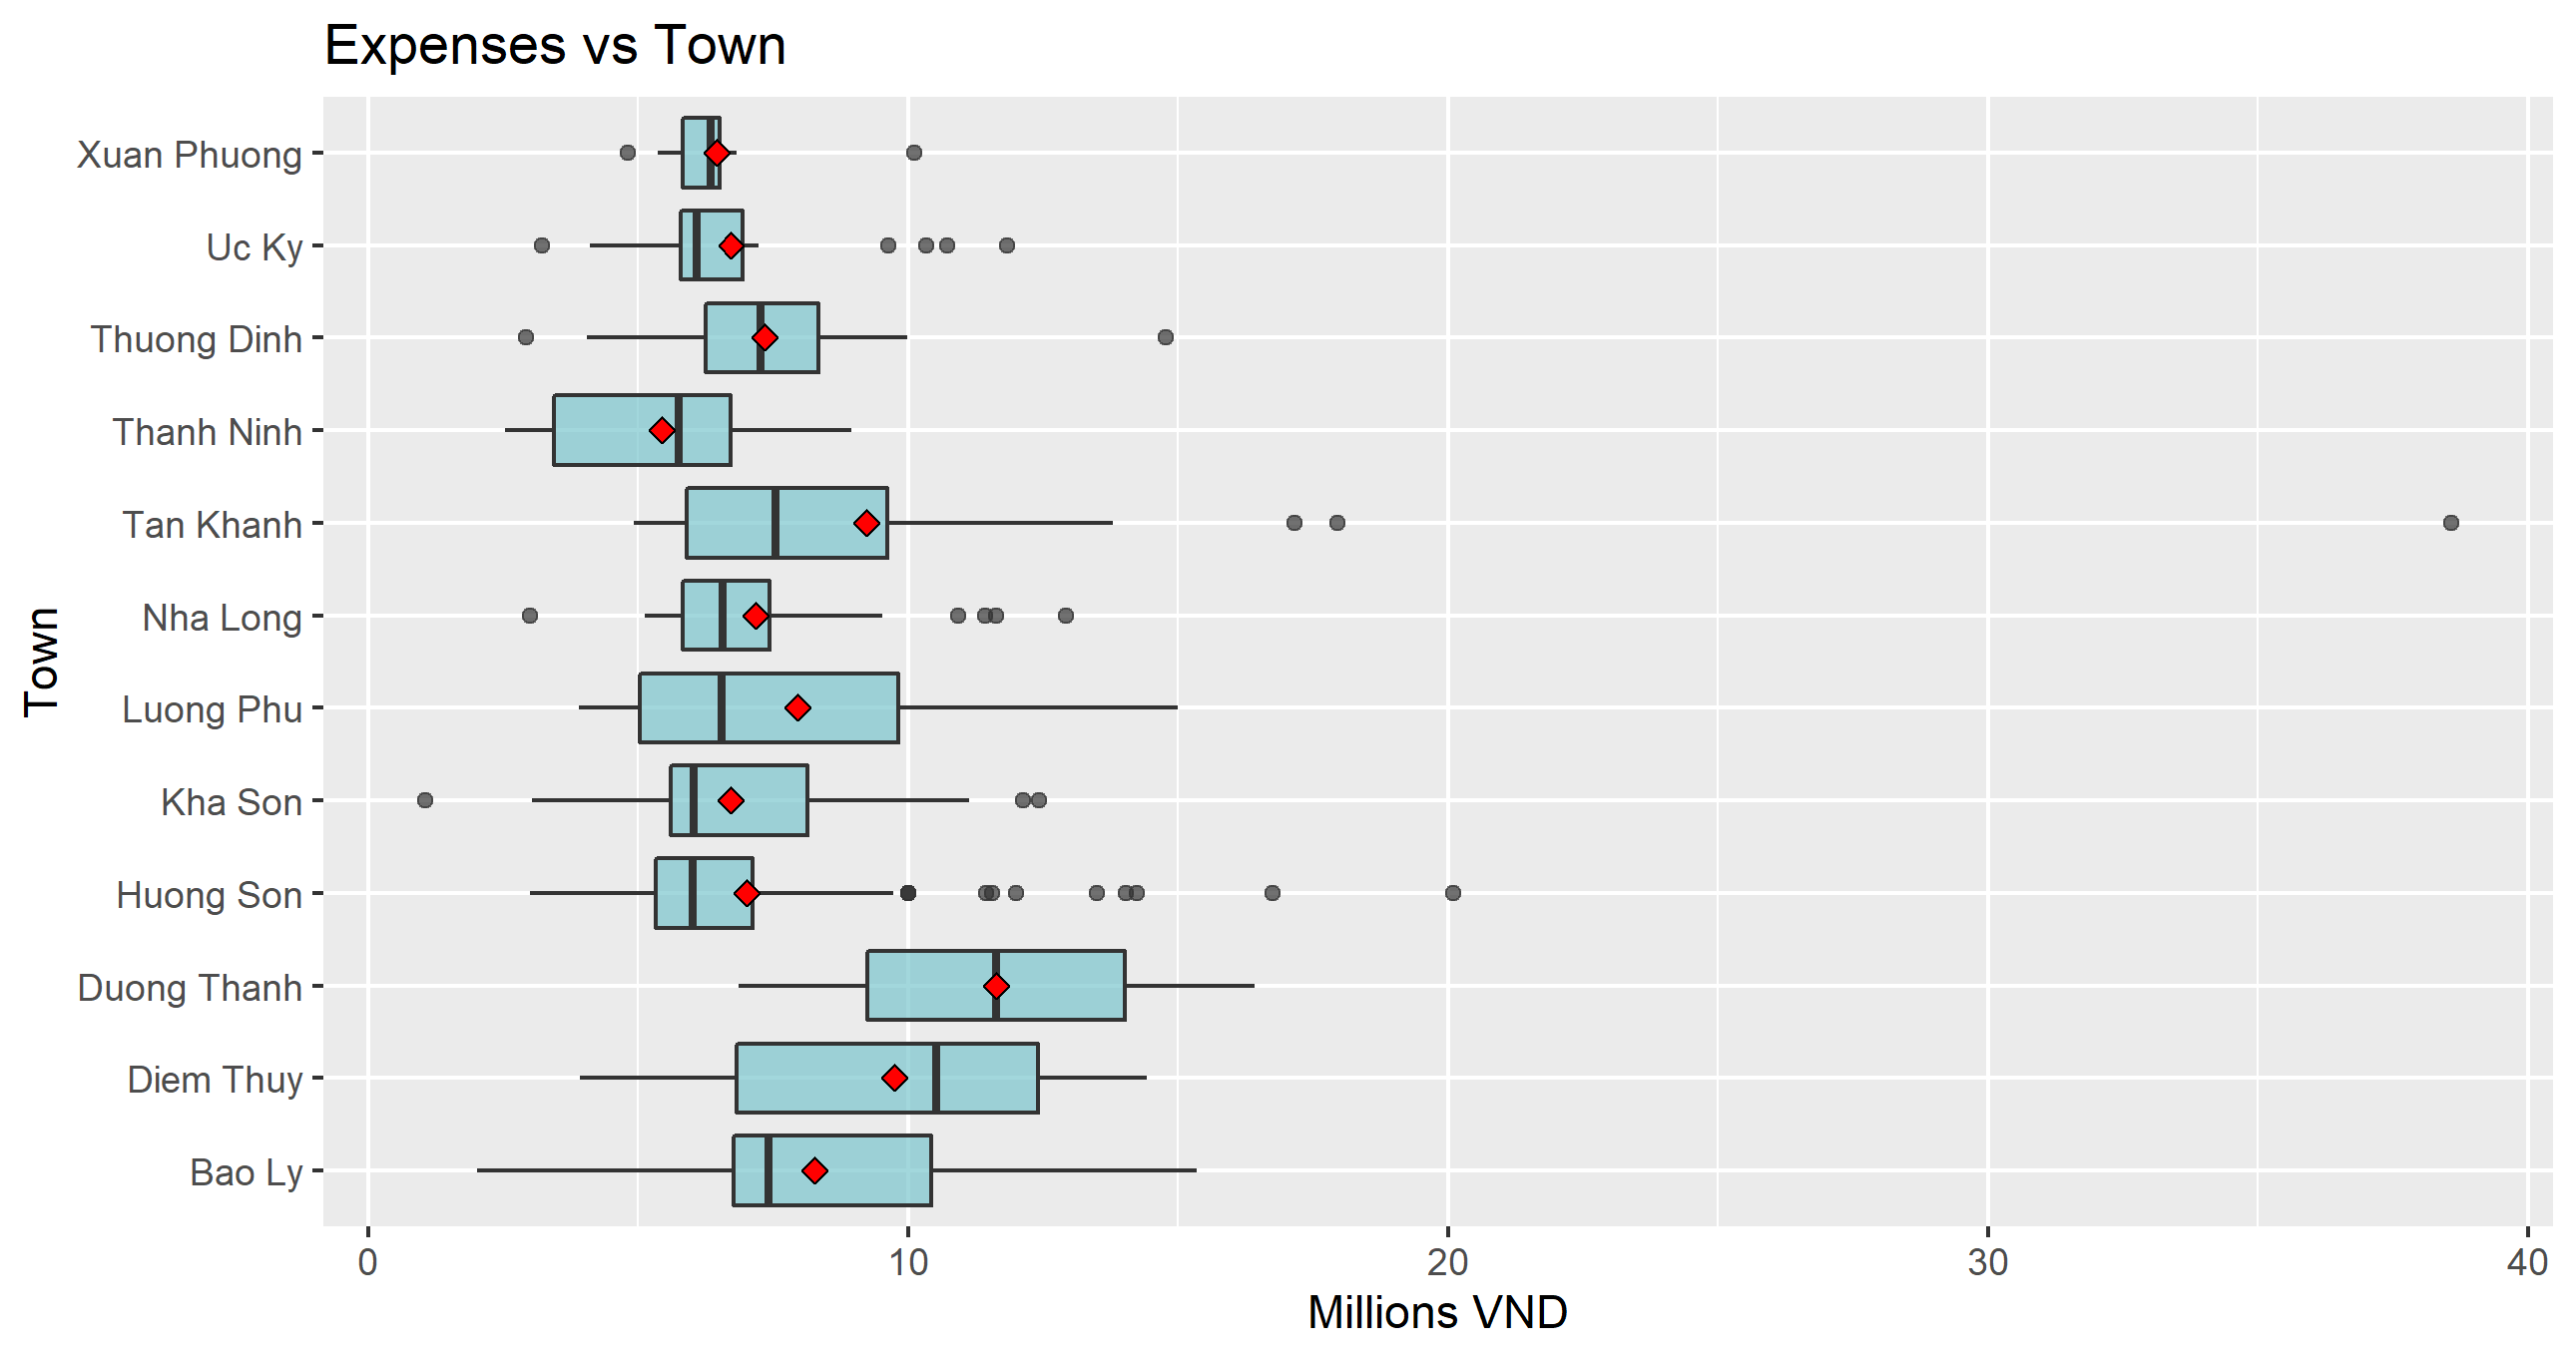 Expenses vs Town
Xuan Phuong
Uc Ky
Thuong Dinh
Thanh Ninh
Tan Khanh
Nha Long
Luong Phu
Kha Son
Huong Son
Duong Thanh
Diem Thuy
Bao Ly
Town
0 10 20 30 40
Millions VND